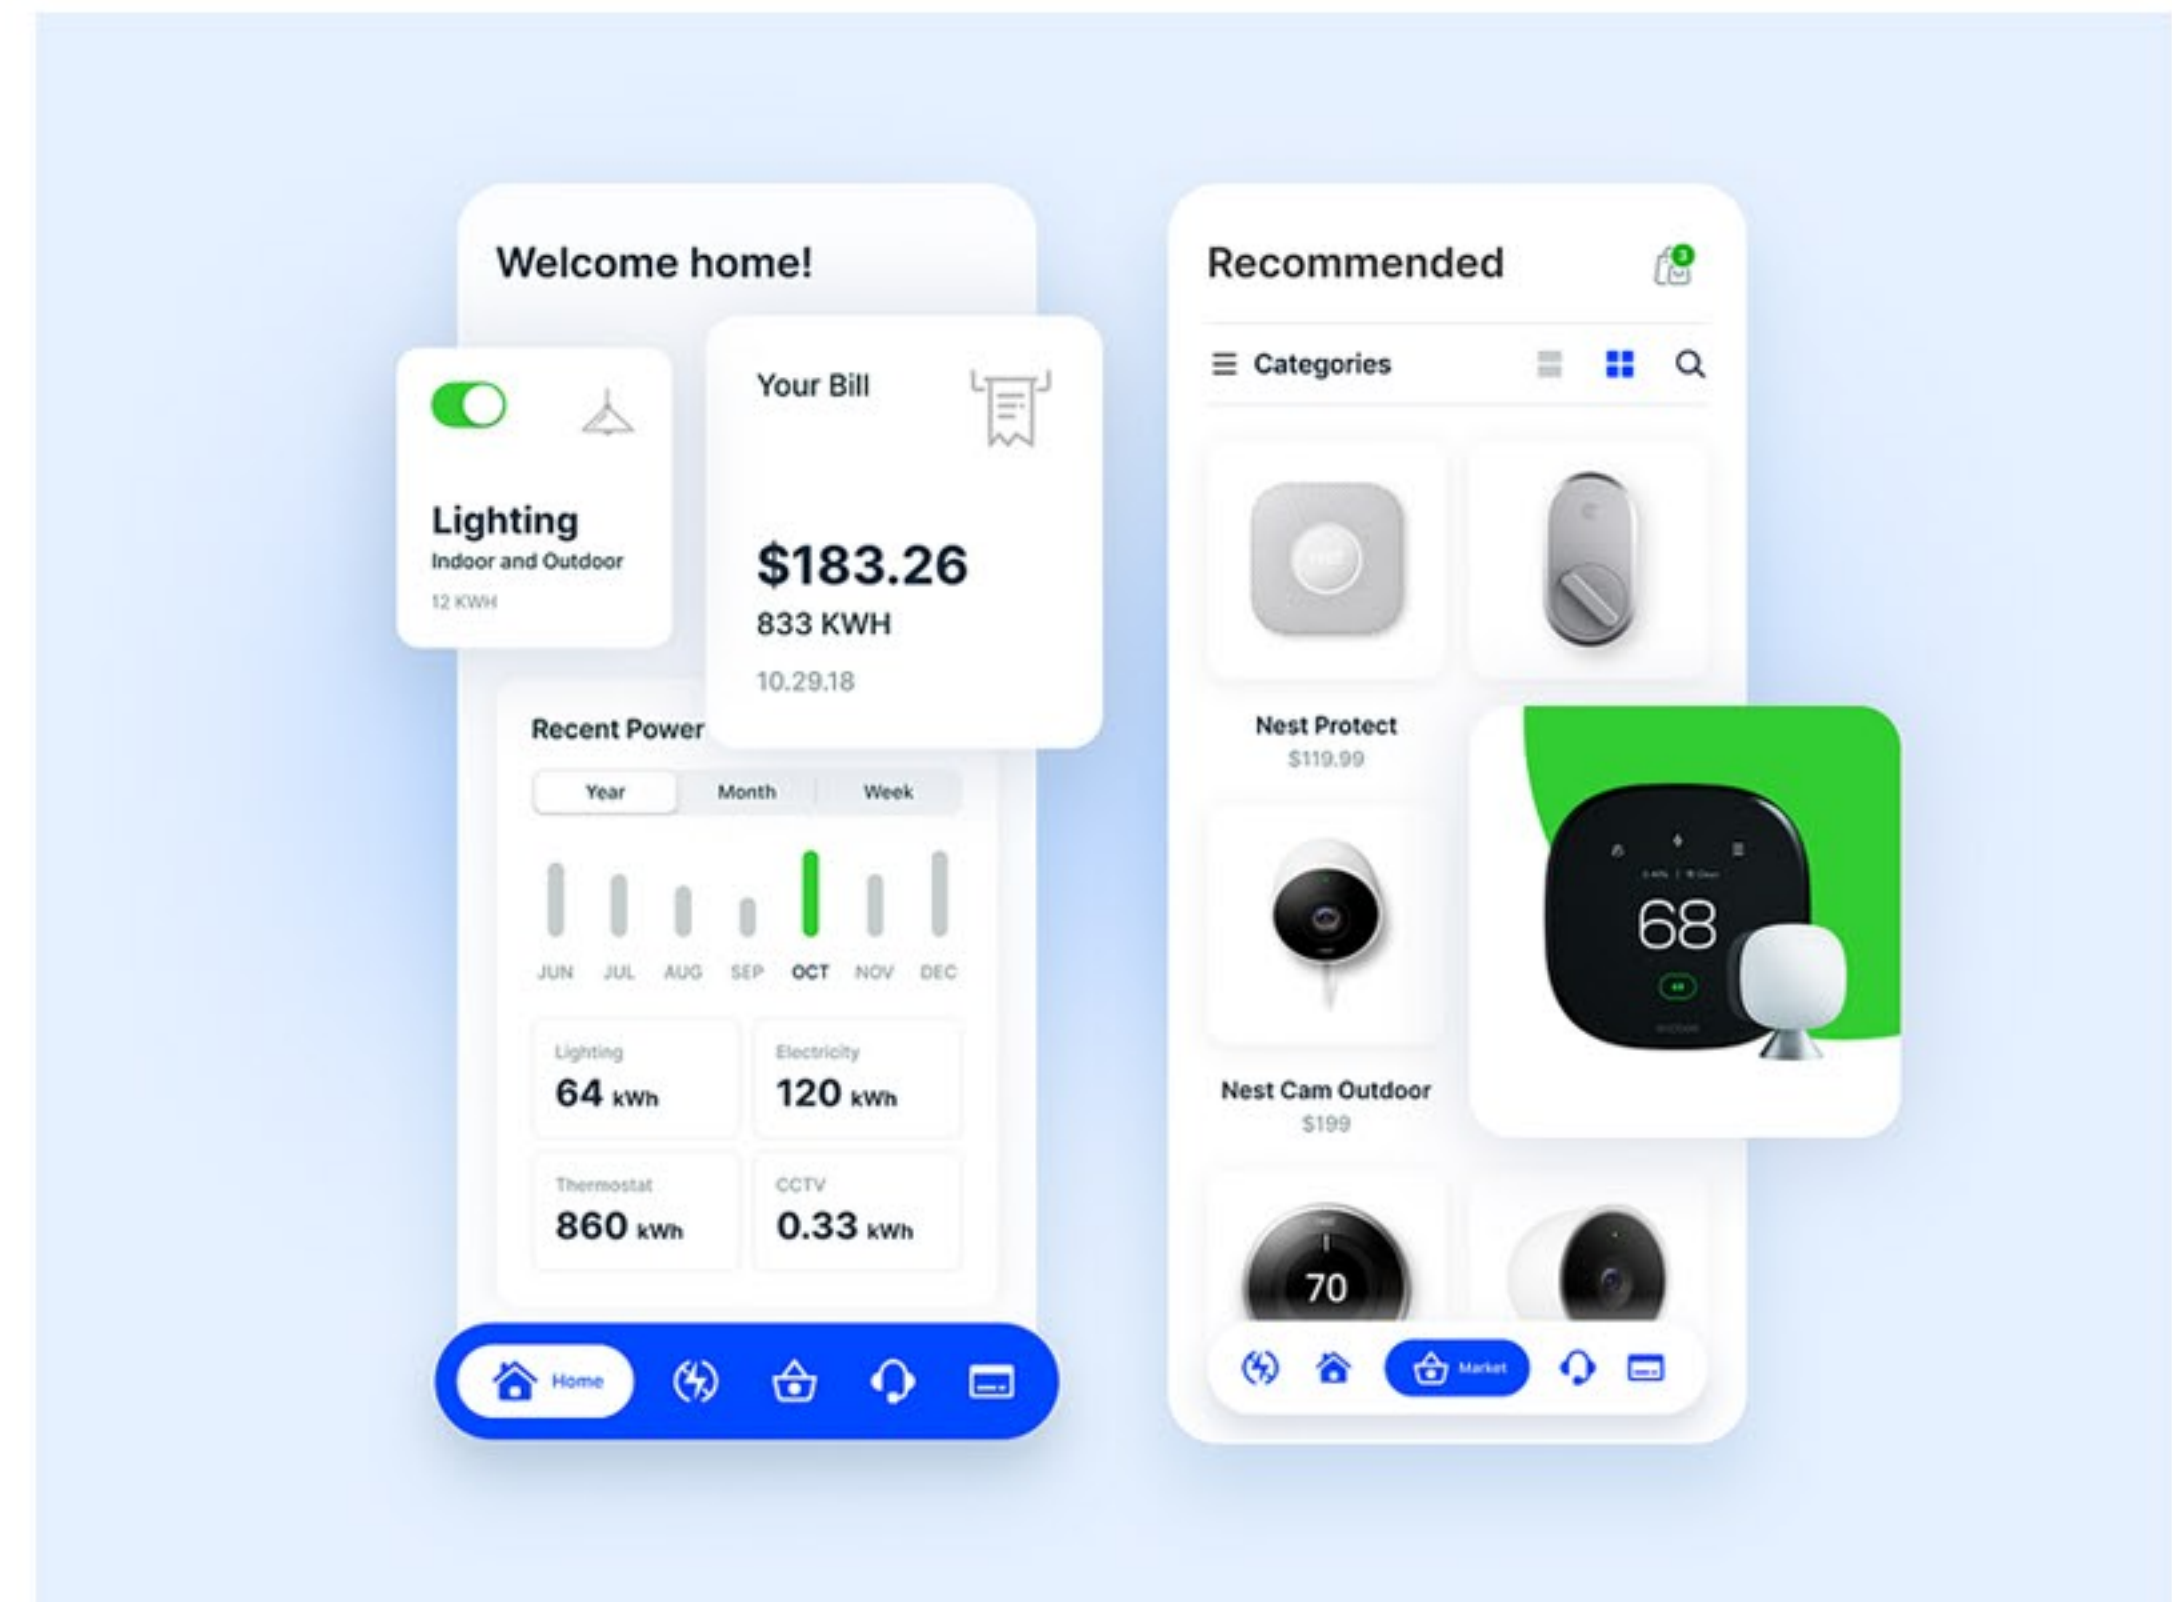 Welcome home!
Lighting
Indoor and Outdoor
12 KWH
Your Bill
$183.26
833 KWH
10.29.18
Recent Power
Year Month Week
JUN JUL AUG SEP OCT NOV DEC
Lighting
64 kWh
Electricity
120 kWh
Thermostat
860 kWh
CCTV
0.33 kWh
Home
Recommended
3
Categories
Nest Protect
$119.99
68
Nest Cam Outdoor
$199
70
Market